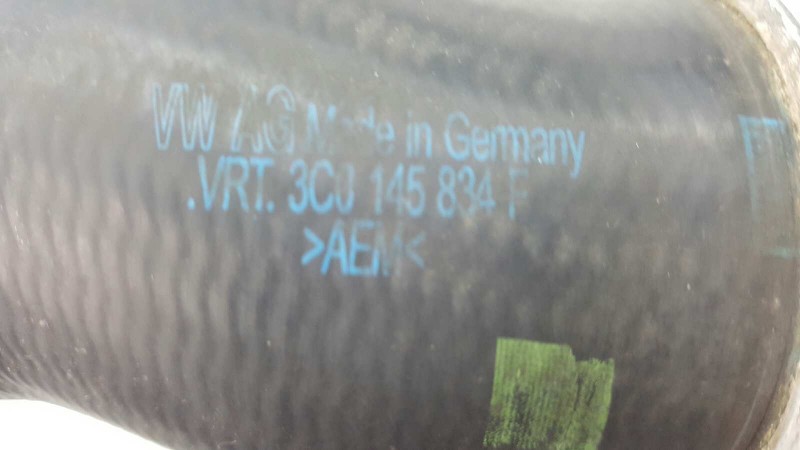 VW AG Made in Germany
.VRT. 3C0 145 834 F
>AEM<